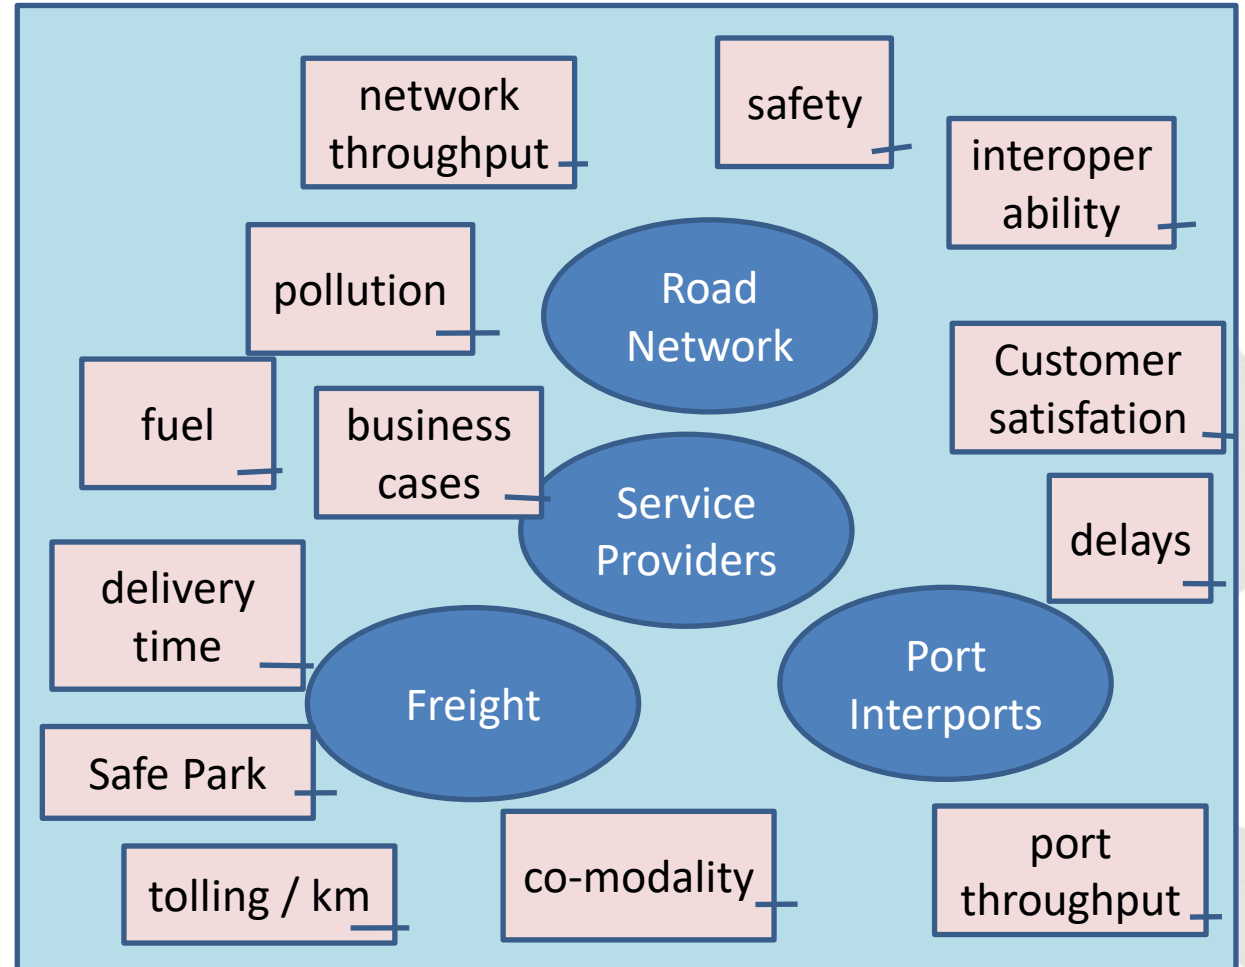 network
throughput
safety
interoper
ability
pollution
Road
Network
Customer
satisfation
fuel
business
cases
Service
Providers
delays
delivery
time
Freight
Port
Interports
Safe Park
tolling / km
co-modality
port
throughput